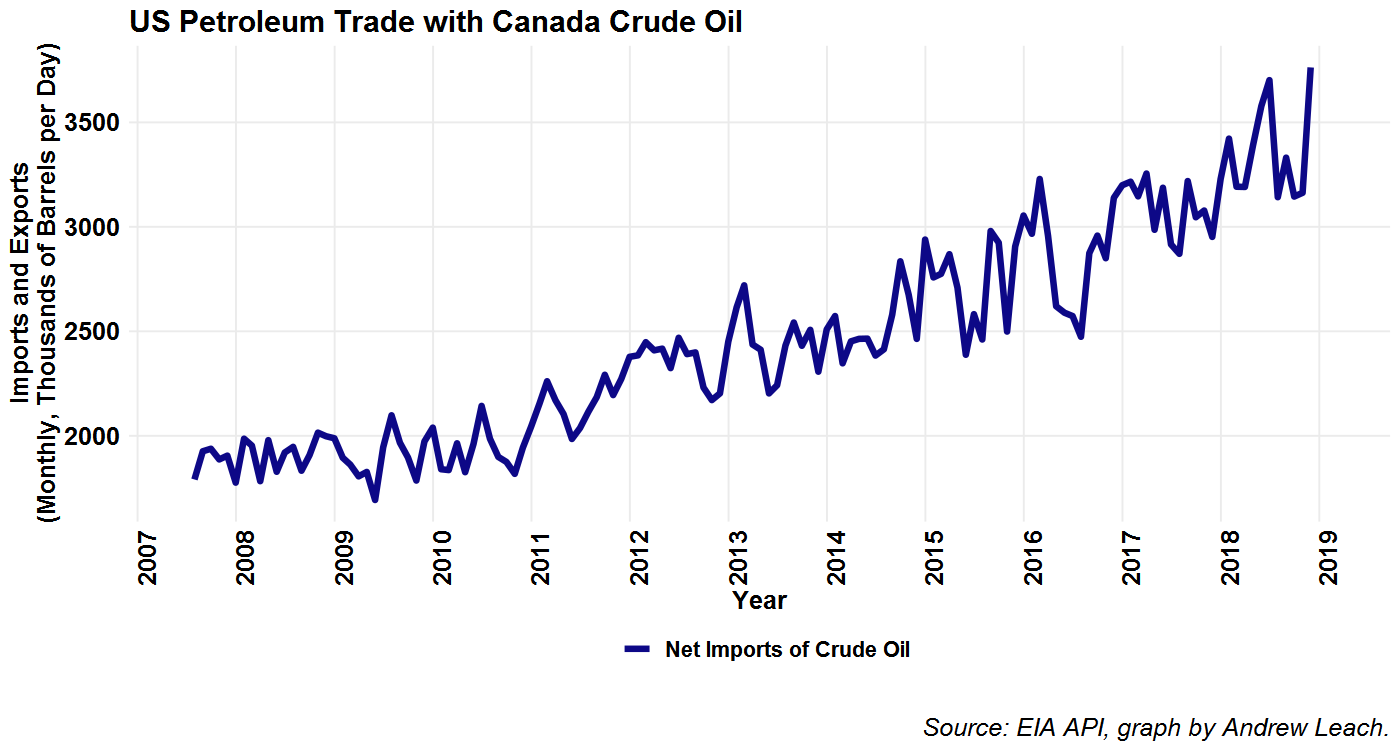 US Petroleum Trade with Canada Crude Oil
Imports and Exports
(Monthly, Thousands of Barrels per Day)
3500
3000
2500
2000
2007
2008
2009
2010
2011
2012
2013
2014
2015
2016
2017
2018
2019
Year
Net Imports of Crude Oil
Source: EIA API, graph by Andrew Leach.